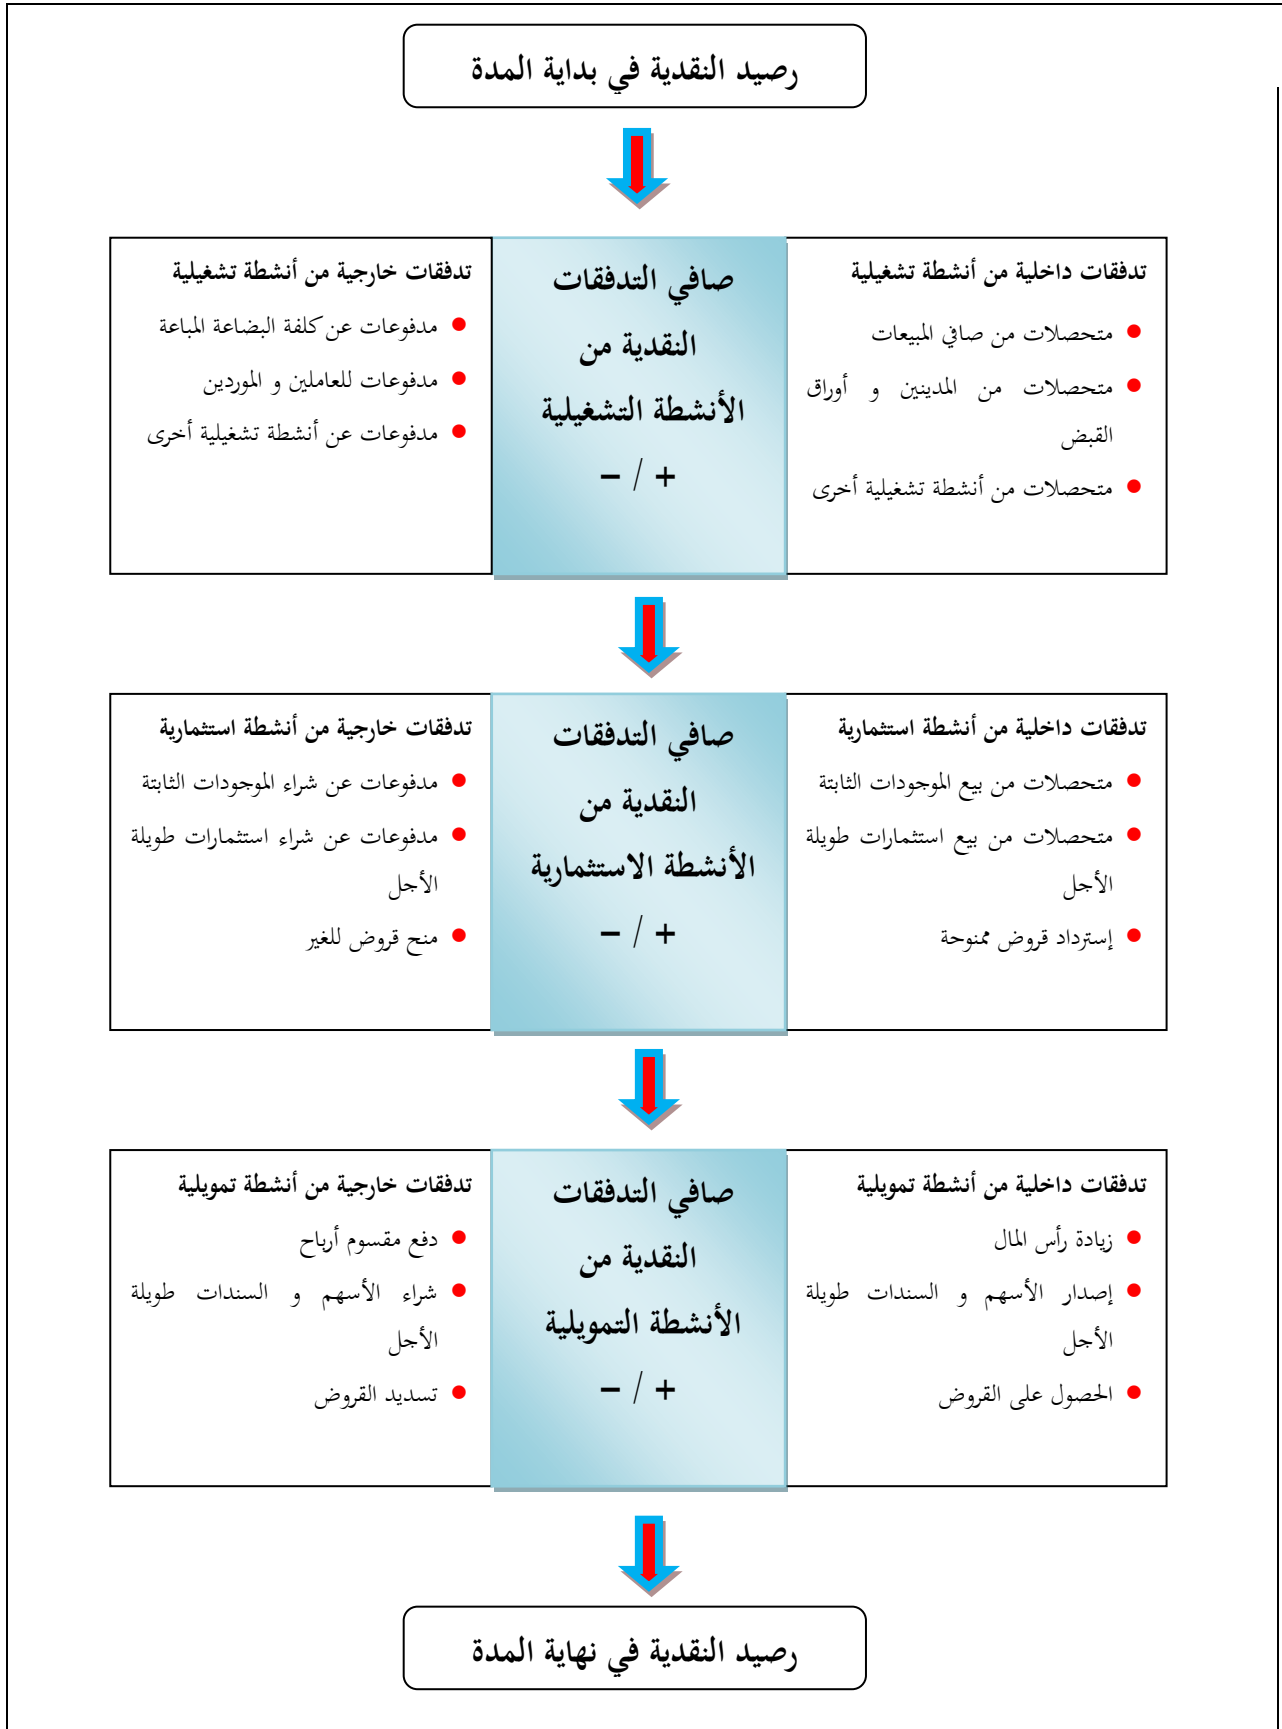 رصيد النقدية في بداية المدة
تدفقات داخلية من أنشطة تشغيلية
● متحصلات من صافي المبيعات
● متحصلات من المدينين و أوراق
القبض
● متحصلات من أنشطة تشغيلية أخرى
صافي التدفقات
النقدية من
الأنشطة التشغيلية
+ / −
تدفقات خارجية من أنشطة تشغيلية
● مدفوعات عن كلفة البضاعة المباعة
● مدفوعات للعاملين و الموردين
● مدفوعات عن أنشطة تشغيلية أخرى
تدفقات داخلية من أنشطة استثمارية
● متحصلات من بيع الموجودات الثابتة
● متحصلات من بيع استثمارات طويلة
الأجل
● إسترداد قروض ممنوحة
صافي التدفقات
النقدية من
الأنشطة الاستثمارية
+ / −
تدفقات خارجية من أنشطة استثمارية
● مدفوعات عن شراء الموجودات الثابتة
● مدفوعات عن شراء استثمارات طويلة
الأجل
● منح قروض للغير
تدفقات داخلية من أنشطة تمويلية
● زيادة رأس المال
● إصدار الأسهم و السندات طويلة
الأجل
● الحصول على القروض
صافي التدفقات
النقدية من
الأنشطة التمويلية
+ / −
تدفقات خارجية من أنشطة تمويلية
● دفع مقسوم أرباح
● شراء الأسهم و السندات طويلة
الأجل
● تسديد القروض
رصيد النقدية في نهاية المدة